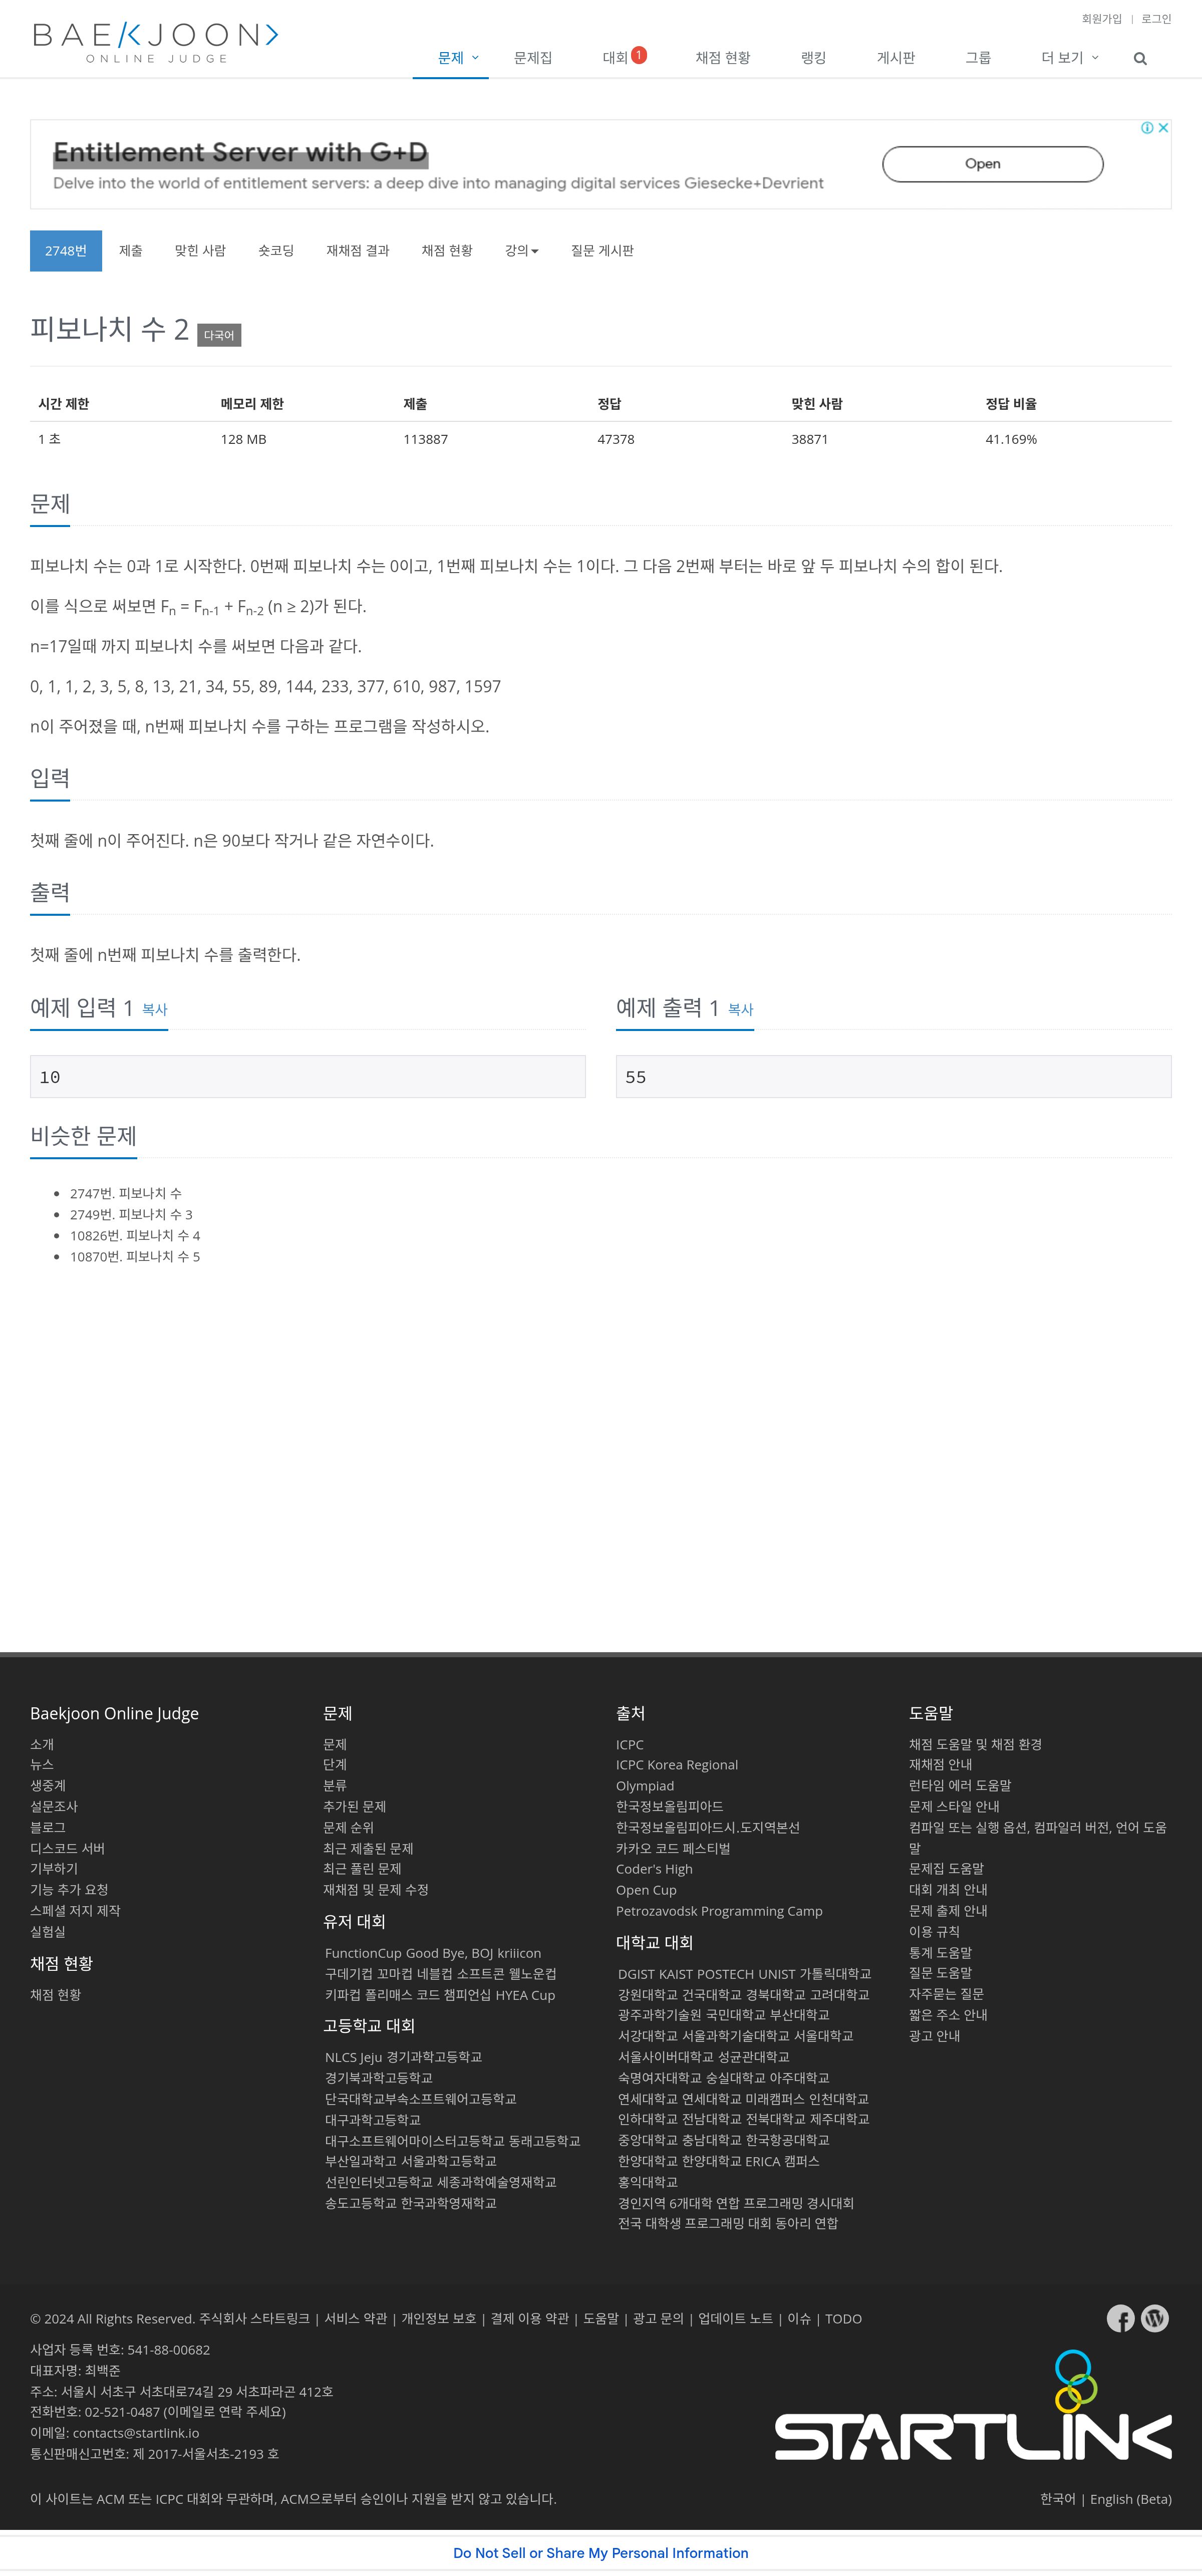 회원가입 | 로그인
BAEKJOON>
ONLINE JUDGE
문제 문제집 대회 1 채점 현황 랭킹 게시판 그룹 더 보기
Entitlement Server with G+D
Delve into the world of entitlement servers: a deep dive into managing digital services Giesecke+Devrient
Open
2748번 제출 맞힌 사람 숏코딩 재채점 결과 채점 현황 강의 질문 게시판
피보나치 수 2 다국어
시간 제한 메모리 제한 제출 정답 맞힌 사람 정답 비율
1 초 128 MB 113887 47378 38871 41.169%
문제
피보나치 수는 0과 1로 시작한다. 0번째 피보나치 수는 0이고, 1번째 피보나치 수는 1이다. 그 다음 2번째 부터는 바로 앞 두 피보나치 수의 합이 된다.
이를 식으로 써보면 Fn = Fn-1 + Fn-2 (n ≥ 2)가 된다.
n=17일때 까지 피보나치 수를 써보면 다음과 같다.
0, 1, 1, 2, 3, 5, 8, 13, 21, 34, 55, 89, 144, 233, 377, 610, 987, 1597
n이 주어졌을 때, n번째 피보나치 수를 구하는 프로그램을 작성하시오.
입력
첫째 줄에 n이 주어진다. n은 90보다 작거나 같은 자연수이다.
출력
첫째 줄에 n번째 피보나치 수를 출력한다.
예제 입력 1 복사
10
예제 출력 1 복사
55
비슷한 문제
2747번. 피보나치 수
2749번. 피보나치 수 3
10826번. 피보나치 수 4
10870번. 피보나치 수 5
Baekjoon Online Judge
소개
뉴스
생중계
설문조사
블로그
디스코드 서버
기부하기
기능 추가 요청
스페셜 저지 제작
실험실
채점 현황
채점 현황
문제
문제
단계
분류
추가된 문제
문제 순위
최근 제출된 문제
최근 풀린 문제
재채점 및 문제 수정
유저 대회
FunctionCup Good Bye, BOJ kriiicon
구데기컵 꼬마컵 네블컵 소프트콘 웰노운컵
키파컵 폴리매스 코드 챔피언십 HYEA Cup
고등학교 대회
NLCS Jeju 경기과학고등학교
경기북과학고등학교
단국대학교부속소프트웨어고등학교
대구과학고등학교
대구소프트웨어마이스터고등학교 동래고등학교
부산일과학고 서울과학고등학교
선린인터넷고등학교 세종과학예술영재학교
송도고등학교 한국과학영재학교
출처
ICPC
ICPC Korea Regional
Olympiad
한국정보올림피아드
한국정보올림피아드시.도지역본선
카카오 코드 페스티벌
Coder's High
Open Cup
Petrozavodsk Programming Camp
대학교 대회
DGIST KAIST POSTECH UNIST 가톨릭대학교
강원대학교 건국대학교 경북대학교 고려대학교
광주과학기술원 국민대학교 부산대학교
서강대학교 서울과학기술대학교 서울대학교
서울사이버대학교 성균관대학교
숙명여자대학교 숭실대학교 아주대학교
연세대학교 연세대학교 미래캠퍼스 인천대학교
인하대학교 전남대학교 전북대학교 제주대학교
중앙대학교 충남대학교 한국항공대학교
한양대학교 한양대학교 ERICA 캠퍼스
홍익대학교
경인지역 6개대학 연합 프로그래밍 경시대회
전국 대학생 프로그래밍 대회 동아리 연합
도움말
채점 도움말 및 채점 환경
재채점 안내
런타임 에러 도움말
문제 스타일 안내
컴파일 또는 실행 옵션, 컴파일러 버전, 언어 도움
말
문제집 도움말
대회 개최 안내
문제 출제 안내
이용 규칙
통계 도움말
질문 도움말
자주묻는 질문
짧은 주소 안내
광고 안내
© 2024 All Rights Reserved. 주식회사 스타트링크 | 서비스 약관 | 개인정보 보호 | 결제 이용 약관 | 도움말 | 광고 문의 | 업데이트 노트 | 이슈 | TODO
사업자 등록 번호: 541-88-00682
대표자명: 최백준
주소: 서울시 서초구 서초대로74길 29 서초파라곤 412호
전화번호: 02-521-0487 (이메일로 연락 주세요)
이메일: contacts@startlink.io
통신판매신고번호: 제 2017-서울서초-2193 호
STARTLINK
이 사이트는 ACM 또는 ICPC 대회와 무관하며, ACM으로부터 승인이나 지원을 받지 않고 있습니다.
한국어 | English (Beta)
Do Not Sell or Share My Personal Information